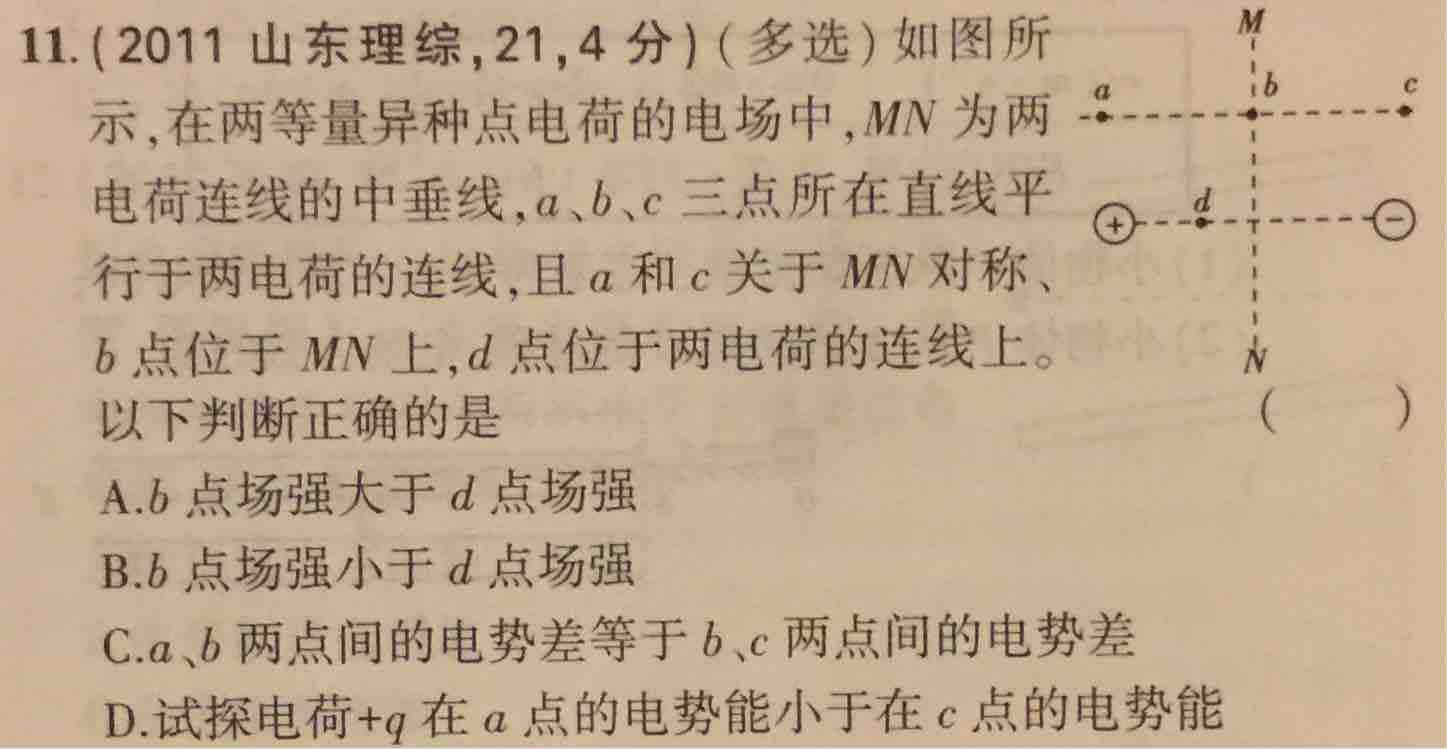 11.(2011 山东理综,21,4 分)(多选)如图所
示,在两等量异种点电荷的电场中,MN 为两
电荷连线的中垂线,a、b、c 三点所在直线平
行于两电荷的连线,且 a 和 c 关于 MN 对称、
b 点位于 MN 上,d 点位于两电荷的连线上。
以下判断正确的是 ( )
A.b 点场强大于 d 点场强
B.b 点场强小于 d 点场强
C.a、b 两点间的电势差等于 b、c 两点间的电势差
D.试探电荷+q 在 a 点的电势能小于在 c 点的电势能
M
a b c
+ d −
N